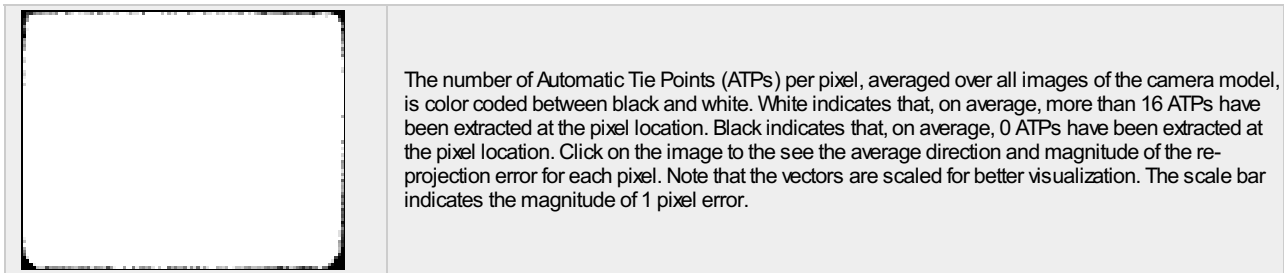 The number of Automatic Tie Points (ATPs) per pixel, averaged over all images of the camera model,
is color coded between black and white. White indicates that, on average, more than 16 ATPs have
been extracted at the pixel location. Black indicates that, on average, 0 ATPs have been extracted at
the pixel location. Click on the image to the see the average direction and magnitude of the re-
projection error for each pixel. Note that the vectors are scaled for better visualization. The scale bar
indicates the magnitude of 1 pixel error.